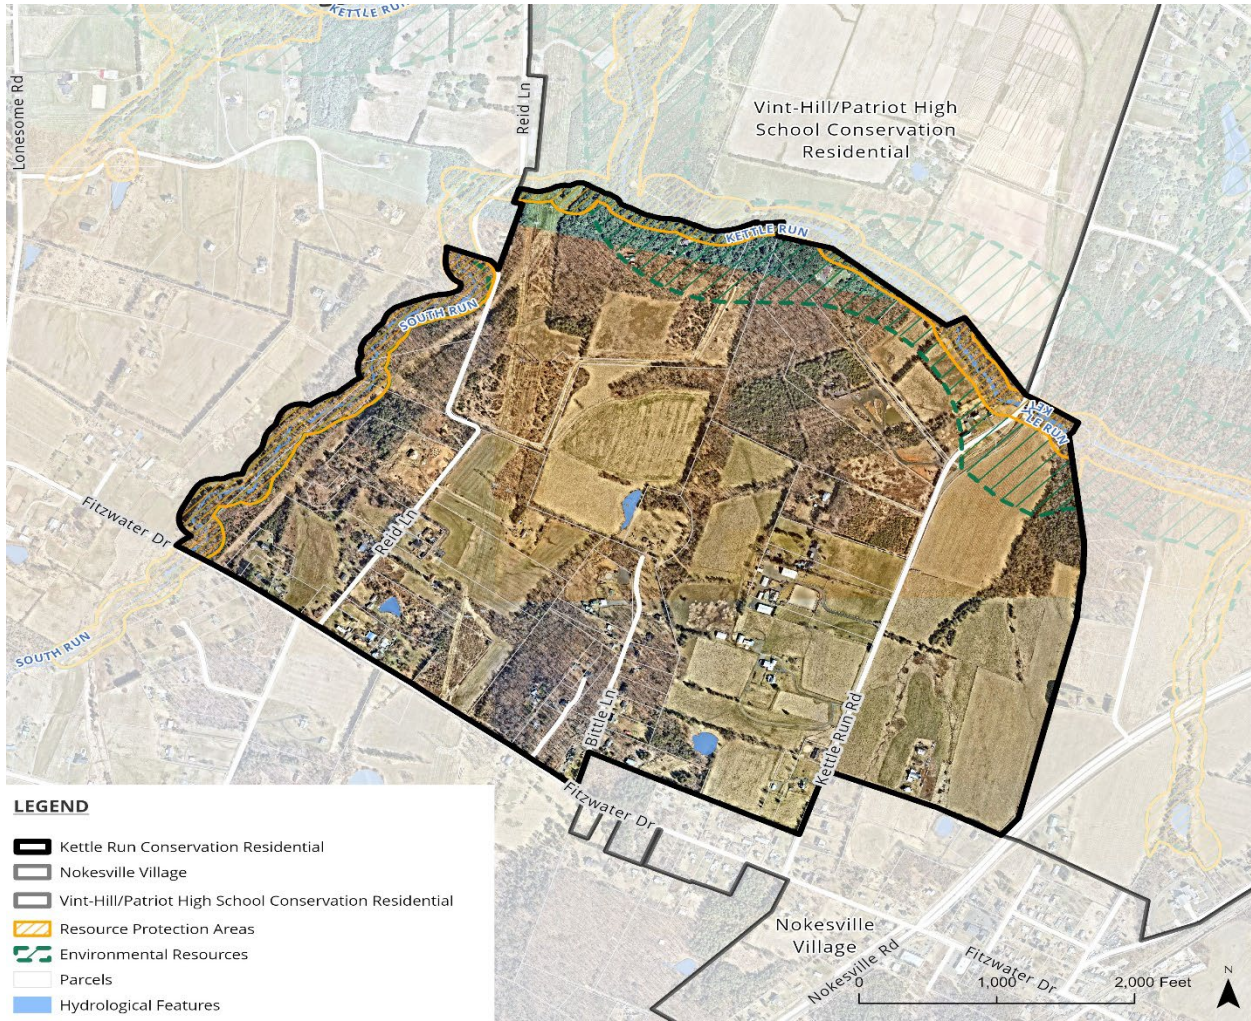 KETTLE RUN
Lonesome Rd
Reid Ln
Vint-Hill/Patriot High
School Conservation
Residential
KETTLE RUN
SOUTH RUN
KET
LE RUN
Fitzwater Dr
Reid Ln
SOUTH RUN
Bittle Ln
Kettle Run Rd
Fitzwater Dr
Nokesville
Village
Nokesville Rd
Fitzwater Dr
LEGEND
Kettle Run Conservation Residential
Nokesville Village
Vint-Hill/Patriot High School Conservation Residential
Resource Protection Areas
Environmental Resources
Parcels
Hydrological Features
0 1,000 2,000 Feet
N